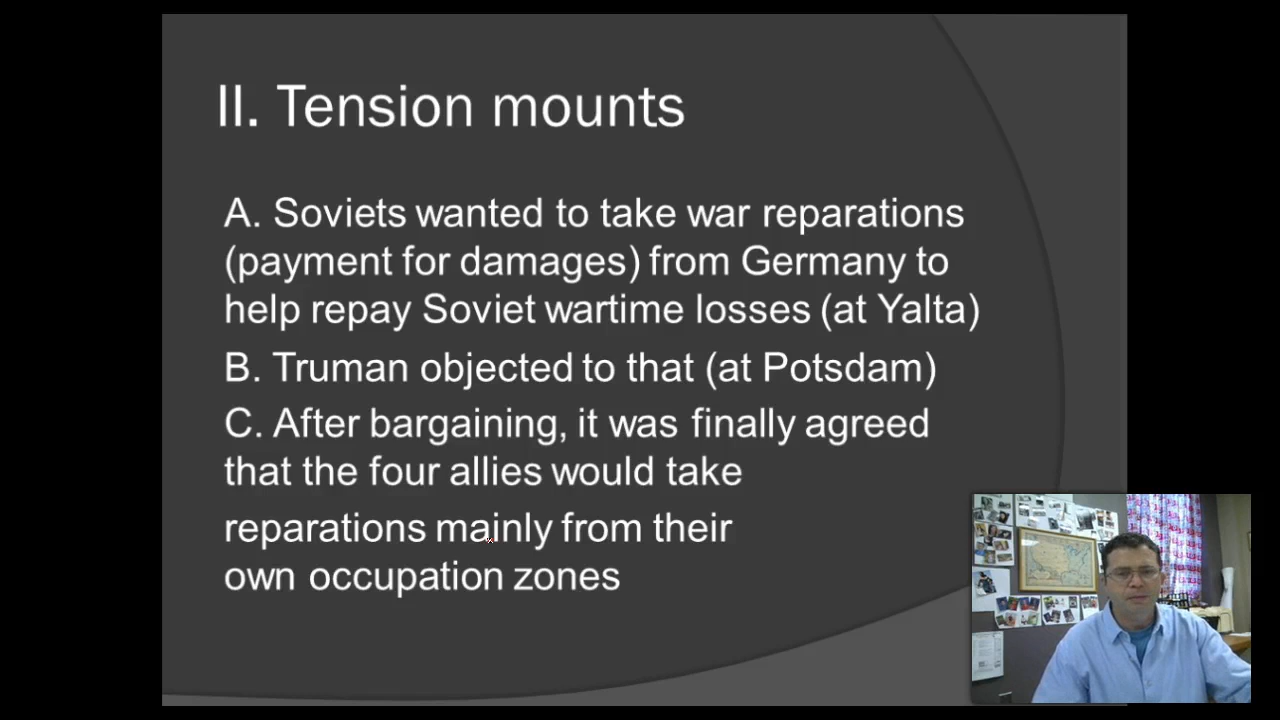 II. Tension mounts
A. Soviets wanted to take war reparations
(payment for damages) from Germany to
help repay Soviet wartime losses (at Yalta)
B. Truman objected to that (at Potsdam)
C. After bargaining, it was finally agreed
that the four allies would take
reparations mainly from their
own occupation zones